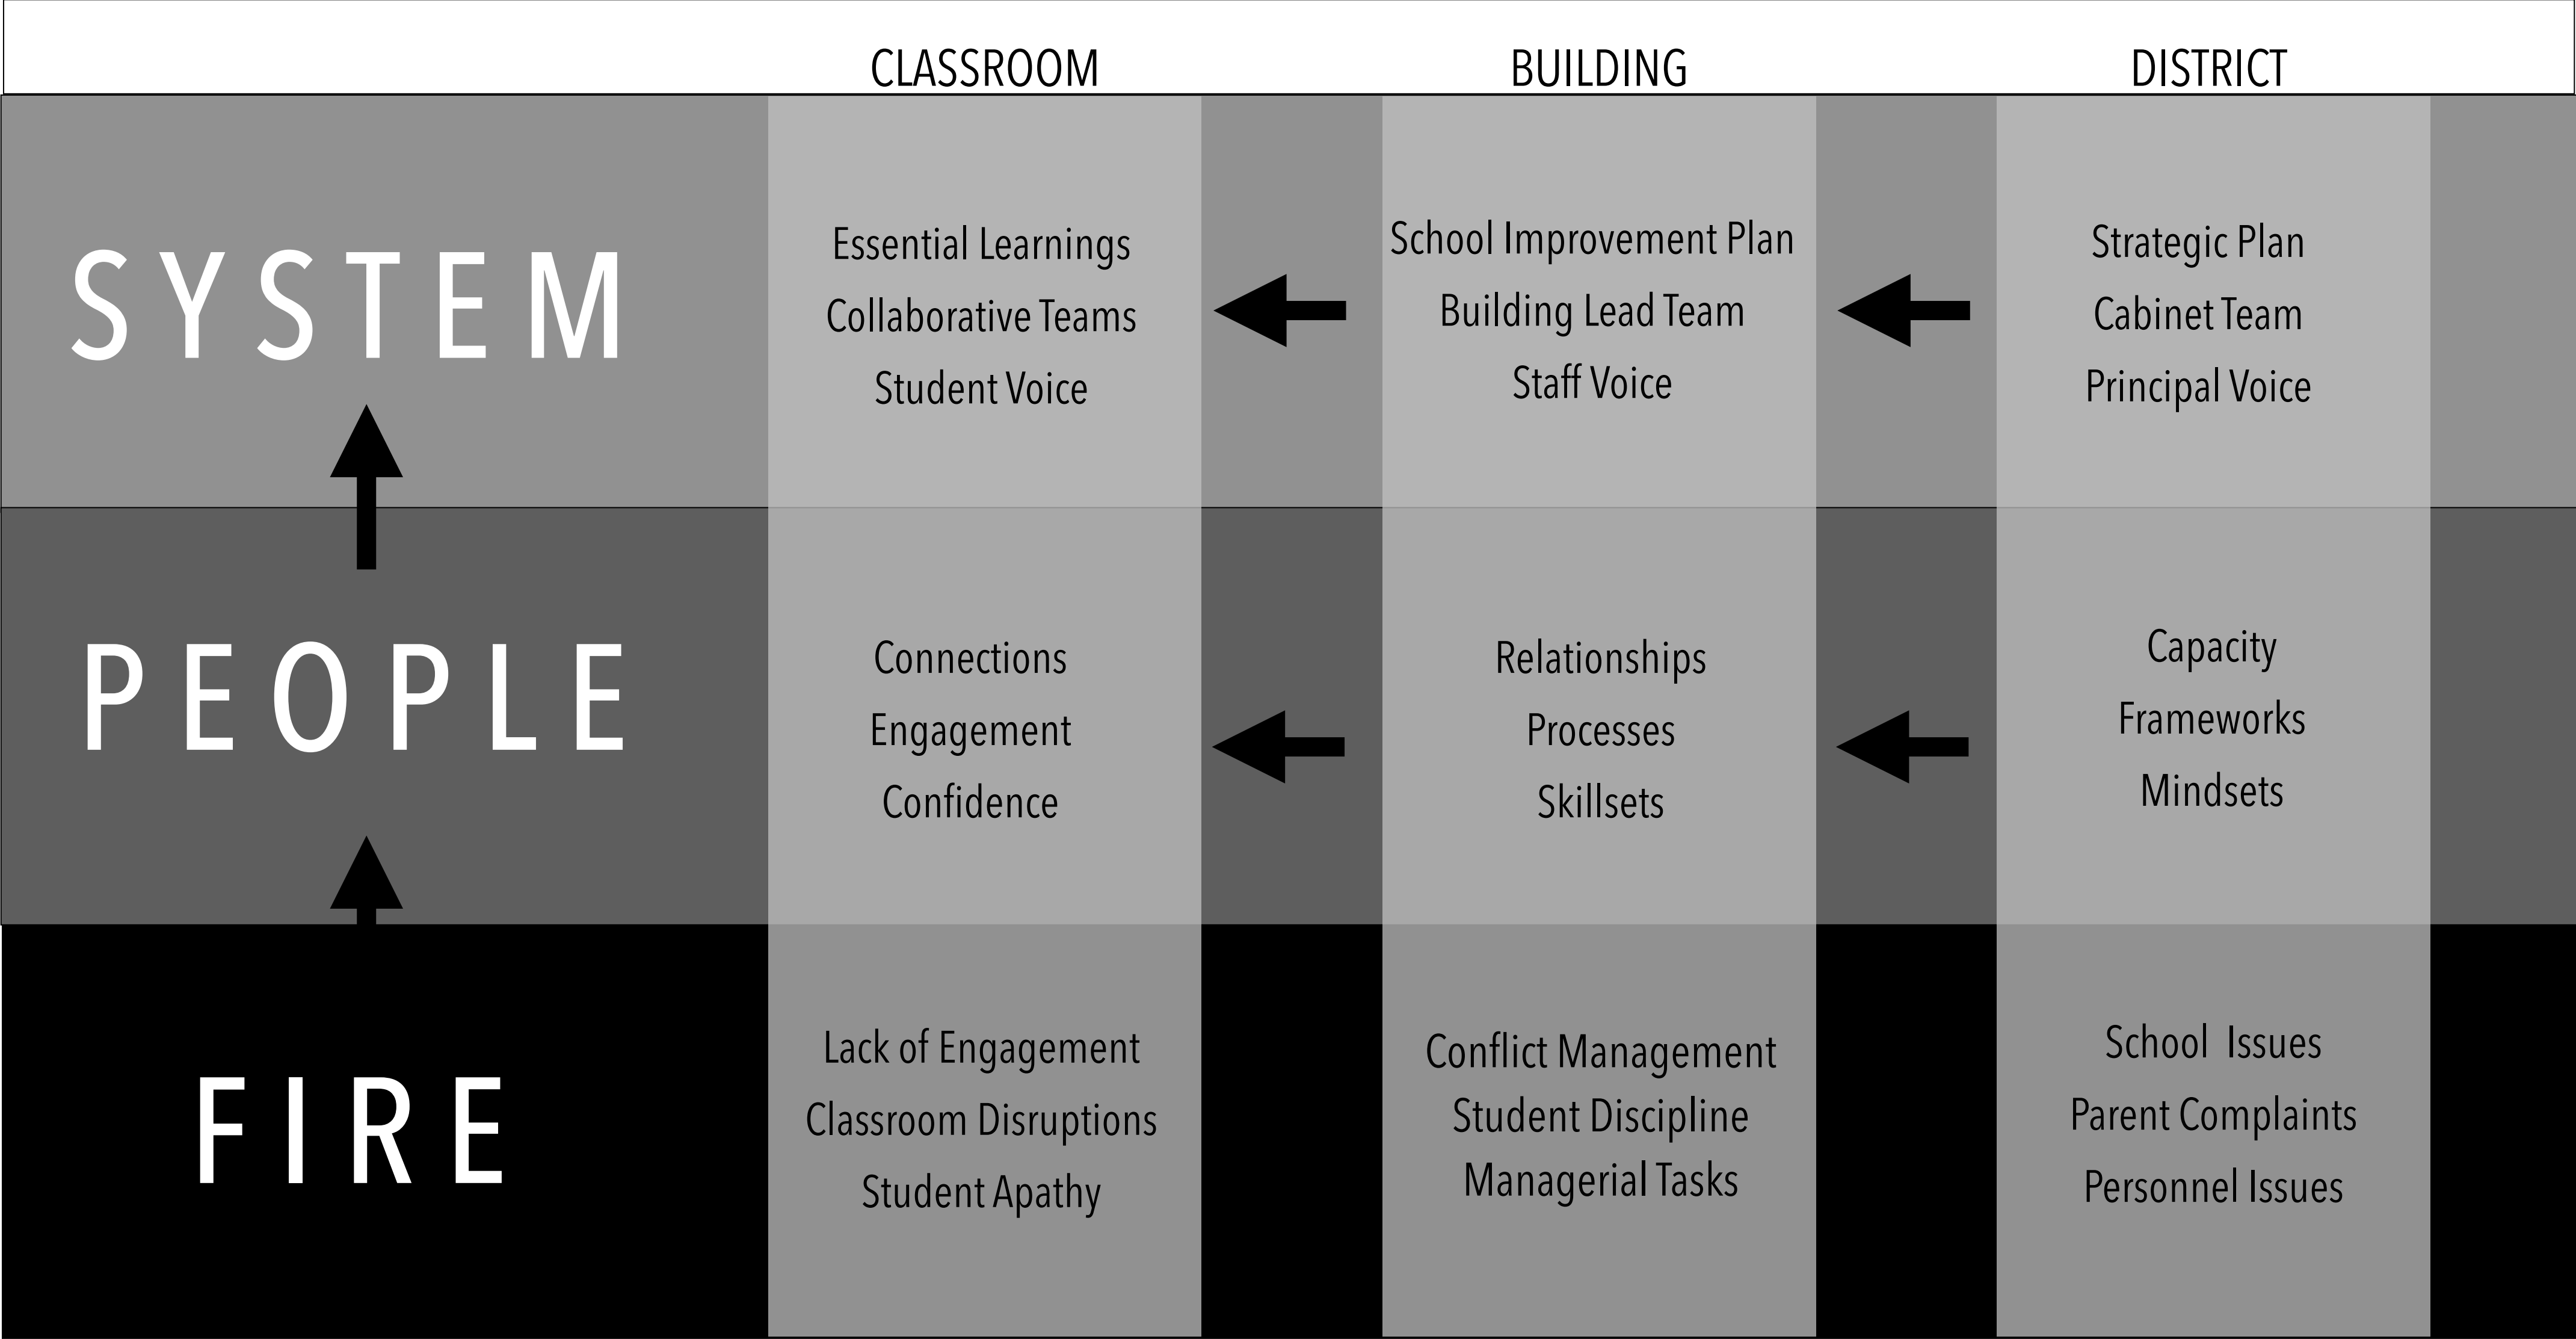 CLASSROOM BUILDING DISTRICT
SYSTEM
Essential Learnings
Collaborative Teams
Student Voice
School Improvement Plan
Building Lead Team
Staff Voice
Strategic Plan
Cabinet Team
Principal Voice
PEOPLE
Connections
Engagement
Confidence
Relationships
Processes
Skillsets
Capacity
Frameworks
Mindsets
FIRE
Lack of Engagement
Classroom Disruptions
Student Apathy
Conflict Management
Student Discipline
Managerial Tasks
School Issues
Parent Complaints
Personnel Issues